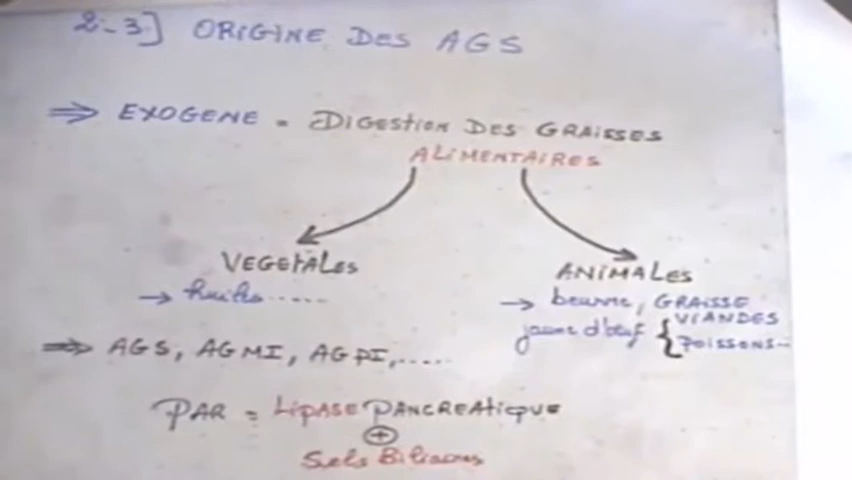 2-3] ORIGINE DES AGS
⇒ EXOGENE = DIGESTION DES GRAISSES
ALIMENTAIRES
VEGETALES
→ huiles.....
ANIMALES
→ beurre, GRAISSE
jaune d'œuf { VIANDES
POISSONS...
⇒ AGS, AGMI, AGPI,.....
PAR = LIPASE PANCREATIQUE
+
Sels Biliaires